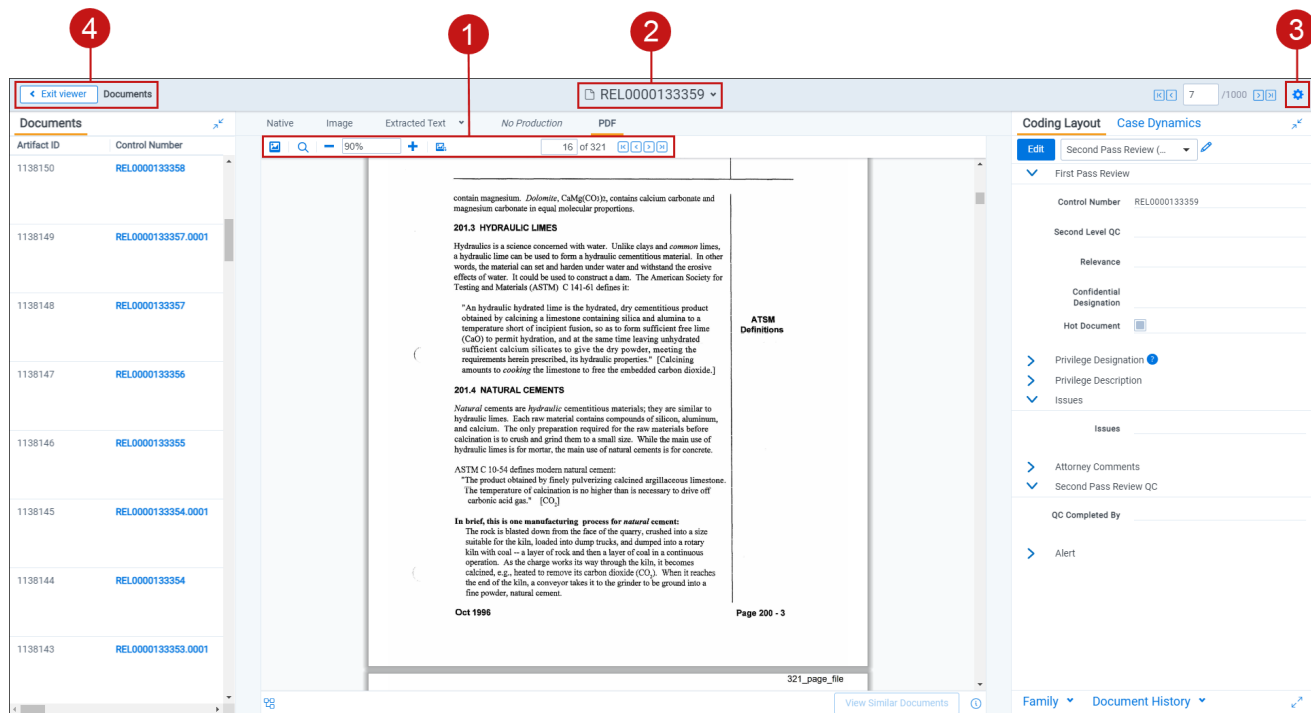 4
1
2
3
Exit viewer
Documents
REL0000133359
7 /1000
Documents
Artifact ID Control Number
1138150 REL0000133358
1138149 REL0000133357.0001
1138148 REL0000133357
1138147 REL0000133356
1138146 REL0000133355
1138145 REL0000133354.0001
1138144 REL0000133354
1138143 REL0000133353.0001
Native Image Extracted Text No Production PDF
90% 16 of 321
contain magnesium. Dolomite, CaMg(CO3)2, contains calcium carbonate and
magnesium carbonate in equal molecular proportions.
201.3 HYDRAULIC LIMES
Hydraulics is a science concerned with water. Unlike clays and common limes,
a hydraulic lime can be used to form a hydraulic cementitious material. In other
words, the material can set and harden under water and withstand the erosive
effects of water. It could be used to construct a dam. The American Society for
Testing and Materials (ASTM) C 141-61 defines it:
"An hydraulic hydrated lime is the hydrated, dry cementitious product
obtained by calcining a limestone containing silica and alumina to a
temperature short of incipient fusion, so as to form sufficient free lime
(CaO) to permit hydration, and at the same time leaving unhydrated
sufficient calcium silicates to give the dry powder, meeting the
requirements herein prescribed, its hydraulic properties." [Calcining
amounts to cooking the limestone to free the embedded carbon dioxide.]
ATSM
Definitions
201.4 NATURAL CEMENTS
Natural cements are hydraulic cementitious materials; they are similar to
hydraulic limes. Each raw material contains compounds of silicon, aluminum,
and calcium. The only preparation required for the raw materials before
calcination is to crush and grind them to a small size. While the main use of
hydraulic limes is for mortar, the main use of natural cements is for concrete.
ASTM C 10-54 defines modern natural cement:
"The product obtained by finely pulverizing calcined argillaceous limestone.
The temperature of calcination is no higher than is necessary to drive off
carbonic acid gas." [CO2]
In brief, this is one manufacturing process for natural cement:
The rock is blasted down from the face of the quarry, crushed into a size
suitable for the kiln, loaded into dump trucks, and dumped into a rotary
kiln with coal -- a layer of rock and then a layer of coal in a continuous
operation. As the charge works its way through the kiln, it becomes
calcined, e.g., heated to remove its carbon dioxide (CO2). When it reaches
the end of the kiln, a conveyor takes it to the grinder to be ground into a
fine powder, natural cement.
Oct 1996 Page 200 - 3
321_page_file
View Similar Documents
Coding Layout Case Dynamics
Edit Second Pass Review (...
First Pass Review
Control Number REL0000133359
Second Level QC
Relevance
Confidential
Designation
Hot Document
Privilege Designation ?
Privilege Description
Issues
Issues
Attorney Comments
Second Pass Review QC
QC Completed By
Alert
Family Document History